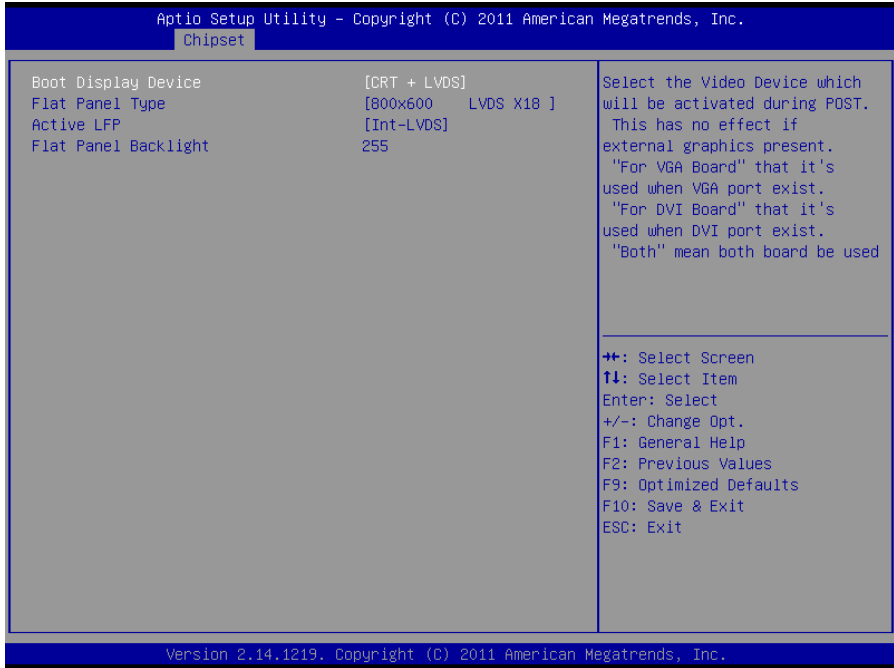 Aptio Setup Utility – Copyright (C) 2011 American Megatrends, Inc.
Chipset
Boot Display Device [CRT + LVDS]
Flat Panel Type [800x600 LVDS X18 ]
Active LFP [Int-LVDS]
Flat Panel Backlight 255
Select the Video Device which
will be activated during POST.
This has no effect if
external graphics present.
"For VGA Board" that it's
used when VGA port exist.
"For DVI Board" that it's
used when DVI port exist.
"Both" mean both board be used
→←: Select Screen
↑↓: Select Item
Enter: Select
+/-: Change Opt.
F1: General Help
F2: Previous Values
F9: Optimized Defaults
F10: Save & Exit
ESC: Exit
Version 2.14.1219. Copyright (C) 2011 American Megatrends, Inc.